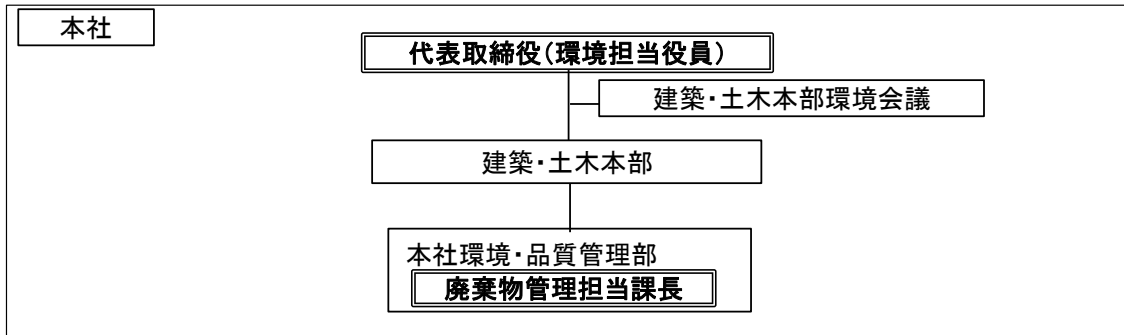 本社
代表取締役(環境担当役員)
建築・土木本部環境会議
建築・土木本部
本社環境・品質管理部
廃棄物管理担当課長